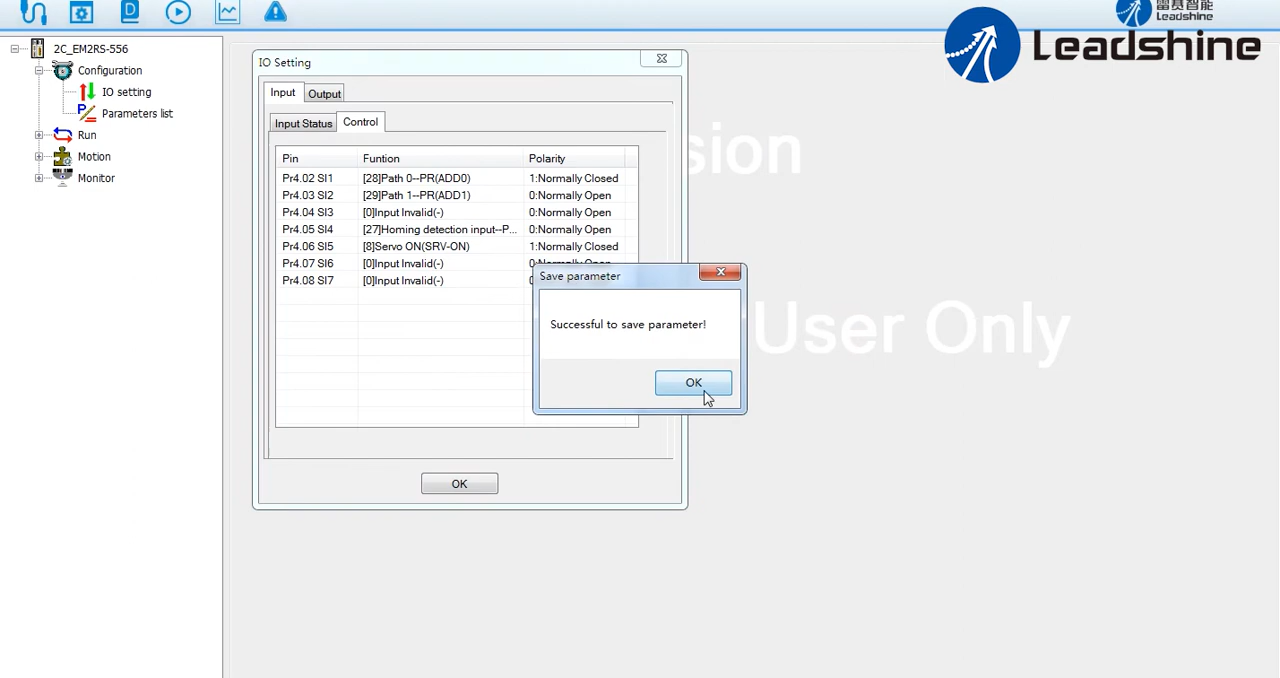 雷赛智能
Leadshine
Leadshine
2C_EM2RS-556
Configuration
IO setting
Parameters list
Run
Motion
Monitor
sion
User Only
IO Setting
Input Output
Input Status Control
Pin Funtion Polarity
Pr4.02 SI1 [28]Path 0--PR(ADD0) 1:Normally Closed
Pr4.03 SI2 [29]Path 1--PR(ADD1) 0:Normally Open
Pr4.04 SI3 [0]Input Invalid(-) 0:Normally Open
Pr4.05 SI4 [27]Homing detection input--P... 0:Normally Open
Pr4.06 SI5 [8]Servo ON(SRV-ON) 1:Normally Closed
Pr4.07 SI6 [0]Input Invalid(-) 0:Normally Open
Pr4.08 SI7 [0]Input Invalid(-)
Save parameter
Successful to save parameter!
OK
OK